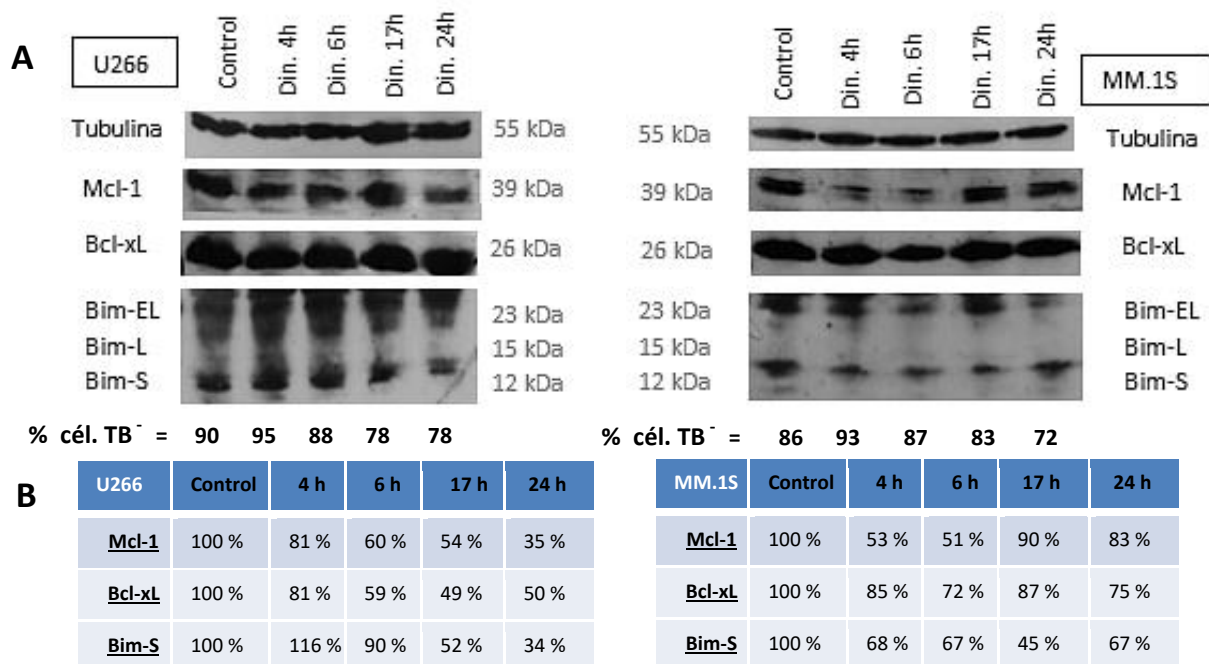 A
U266
Control
Din. 4h
Din. 6h
Din. 17h
Din. 24h
Tubulina 55 kDa
Mcl-1 39 kDa
Bcl-xL 26 kDa
Bim-EL 23 kDa
Bim-L 15 kDa
Bim-S 12 kDa
% cél. TB⁻ = 90 95 88 78 78
Control
Din. 4h
Din. 6h
Din. 17h
Din. 24h
MM.1S
55 kDa Tubulina
39 kDa Mcl-1
26 kDa Bcl-xL
23 kDa Bim-EL
15 kDa Bim-L
12 kDa Bim-S
% cél. TB⁻ = 86 93 87 83 72
B
U266 Control 4 h 6 h 17 h 24 h
Mcl-1 100 % 81 % 60 % 54 % 35 %
Bcl-xL 100 % 81 % 59 % 49 % 50 %
Bim-S 100 % 116 % 90 % 52 % 34 %
MM.1S Control 4 h 6 h 17 h 24 h
Mcl-1 100 % 53 % 51 % 90 % 83 %
Bcl-xL 100 % 85 % 72 % 87 % 75 %
Bim-S 100 % 68 % 67 % 45 % 67 %